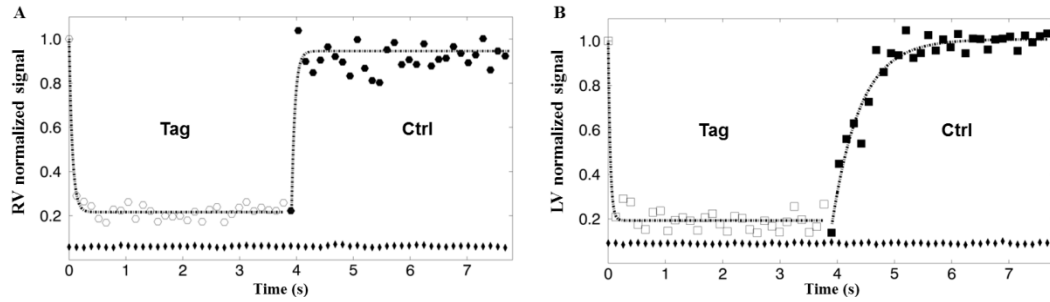 A
RV normalized signal
1.0
0.8
0.6
0.4
0.2
Tag
Ctrl
0 1 2 3 4 5 6 7
Time (s)
B
LV normalized signal
1.0
0.8
0.6
0.4
0.2
Tag
Ctrl
0 1 2 3 4 5 6 7
Time (s)